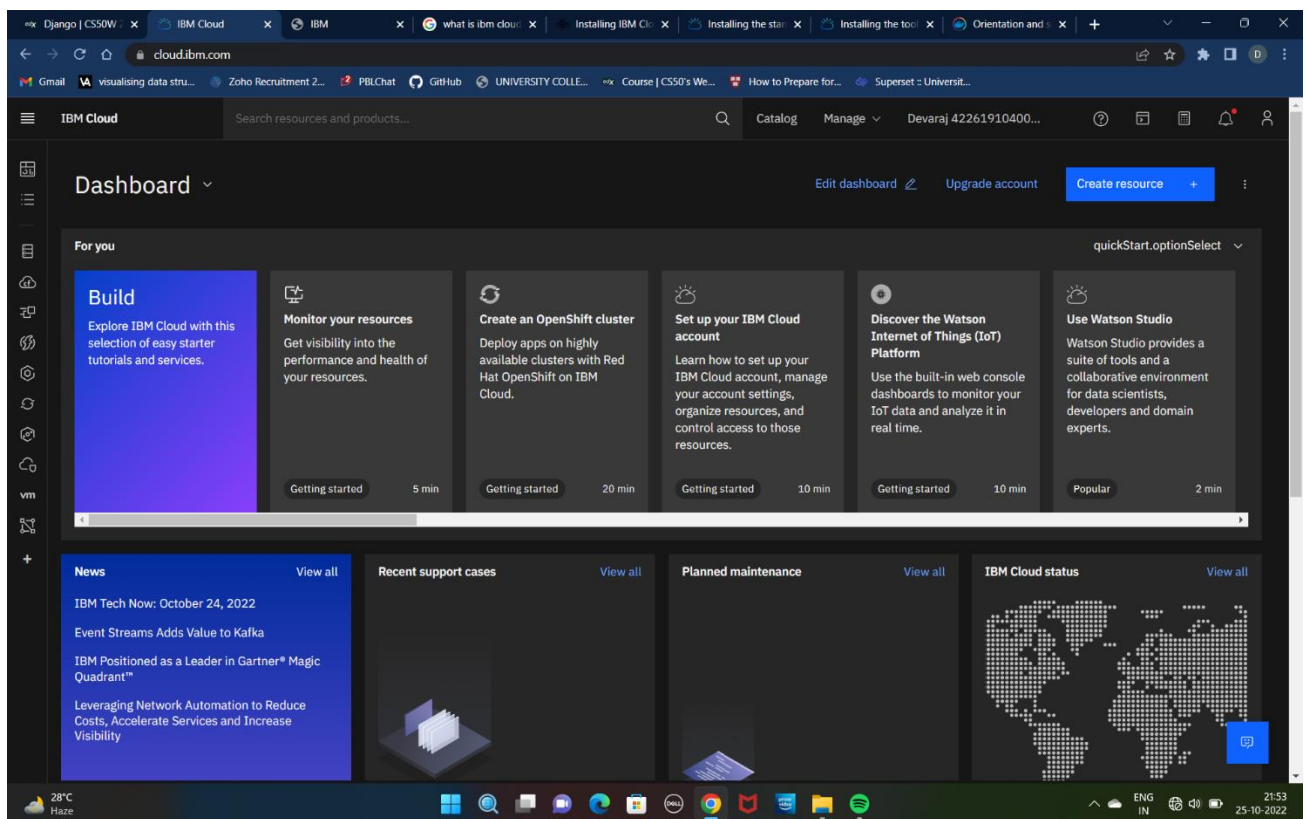 Django | CS50W
IBM Cloud
IBM
what is ibm cloud
Installing IBM Clo
Installing the stan
Installing the tool
Orientation and s
cloud.ibm.com
D
Gmail
visualising data stru...
Zoho Recruitment 2...
PBLChat
GitHub
UNIVERSITY COLLE...
Course | CS50's We...
How to Prepare for...
Superset :: Universit...
IBM Cloud
Search resources and products...
Catalog
Manage
Devaraj 42261910400...
Dashboard
Edit dashboard
Upgrade account
Create resource +
For you
quickStart.optionSelect
Build
Explore IBM Cloud with this
selection of easy starter
tutorials and services.
Monitor your resources
Get visibility into the
performance and health of
your resources.
Getting started
5 min
Create an OpenShift cluster
Deploy apps on highly
available clusters with Red
Hat OpenShift on IBM
Cloud.
Getting started
20 min
Set up your IBM Cloud
account
Learn how to set up your
IBM Cloud account, manage
your account settings,
organize resources, and
control access to those
resources.
Getting started
10 min
Discover the Watson
Internet of Things (IoT)
Platform
Use the built-in web console
dashboards to monitor your
IoT data and analyze it in
real time.
Getting started
10 min
Use Watson Studio
Watson Studio provides a
suite of tools and a
collaborative environment
for data scientists,
developers and domain
experts.
Popular
2 min
vm
News
View all
IBM Tech Now: October 24, 2022
Event Streams Adds Value to Kafka
IBM Positioned as a Leader in Gartner® Magic
Quadrant™
Leveraging Network Automation to Reduce
Costs, Accelerate Services and Increase
Visibility
Recent support cases
View all
Planned maintenance
View all
IBM Cloud status
View all
28°C
Haze
DELL
ENG
IN
21:53
25-10-2022